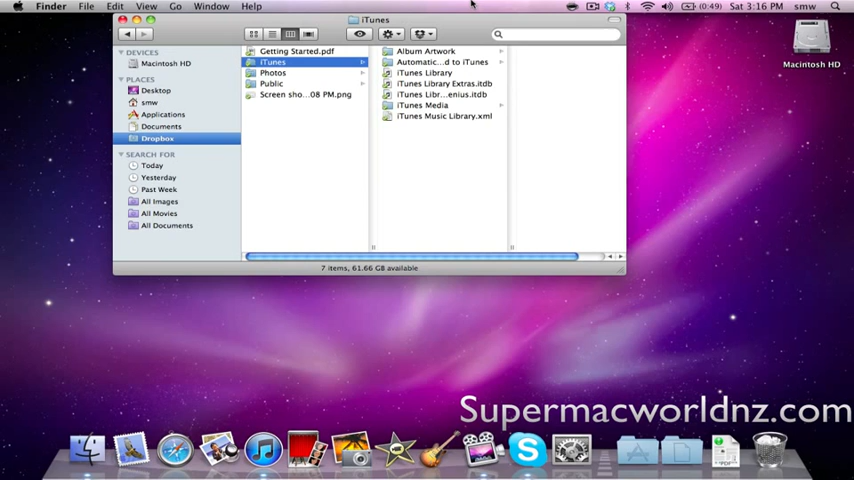 Finder File Edit View Go Window Help (0:49) Sat 3:16 PM smw
iTunes
DEVICES
Macintosh HD
PLACES
Desktop
smw
Applications
Documents
Dropbox
SEARCH FOR
Today
Yesterday
Past Week
All Images
All Movies
All Documents
Getting Started.pdf
iTunes
Photos
Public
Screen sho...08 PM.png
Album Artwork
Automatic...d to iTunes
iTunes Library
iTunes Library Extras.itdb
iTunes Libr...enius.itdb
iTunes Media
iTunes Music Library.xml
7 items, 61.66 GB available
Macintosh HD
Supermacworldnz.com